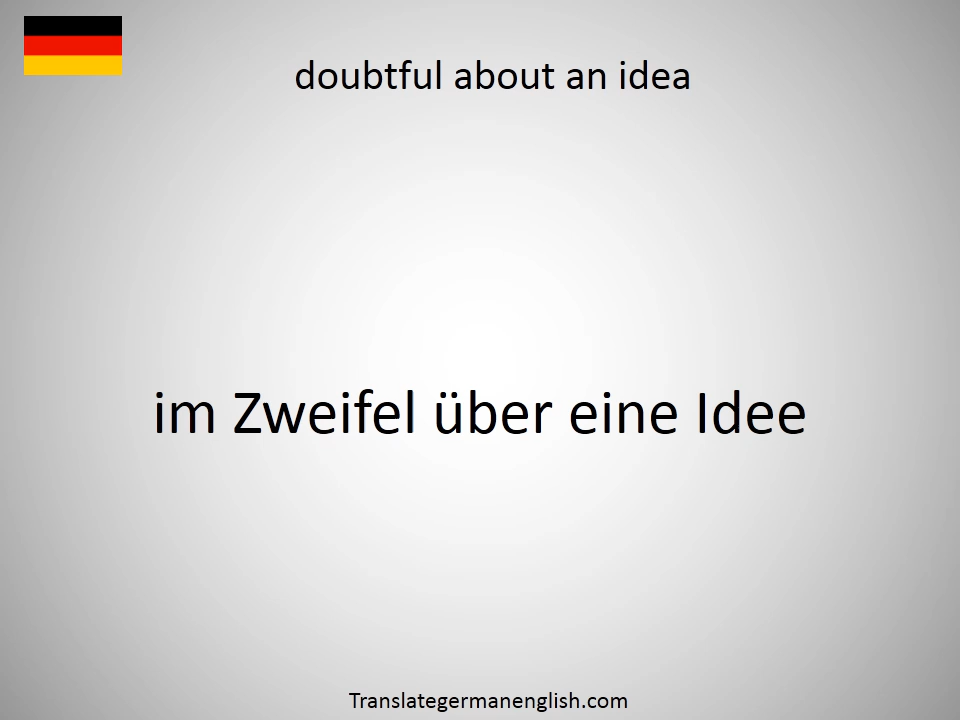 doubtful about an idea
im Zweifel über eine Idee
Translategermanenglish.com